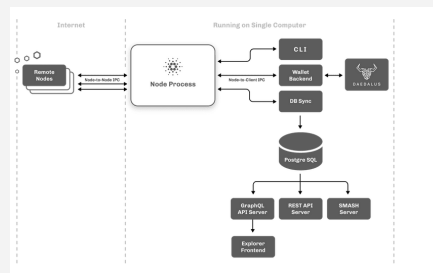 Internet
Running on Single Computer
Remote
Nodes
Node-to-Node IPC
Node Process
Node-to-Client IPC
CLI
Wallet
Backend
DB Sync
DAEDALUS
Postgre SQL
GraphQL
API Server
REST API
Server
SMASH
Server
Explorer
Frontend